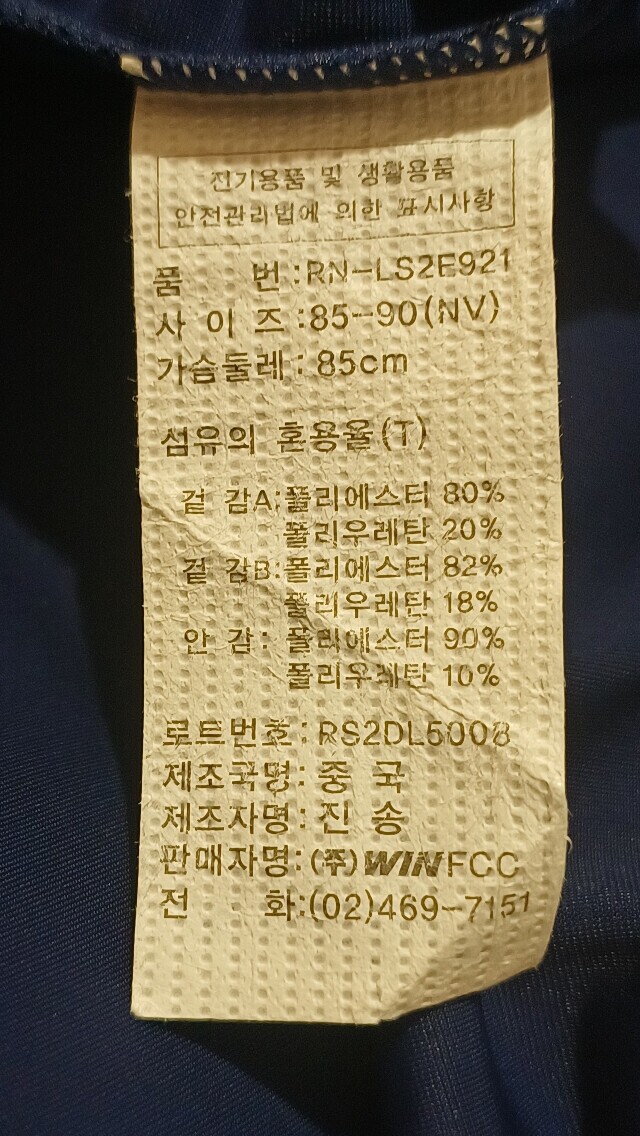 전기용품 및 생활용품
안전관리법에 의한 표시사항
품 번:RN-LS2E921
사 이 즈:85-90(NV)
가슴둘레:85cm
섬유의 혼용율(T)
겉 감A:폴리에스터 80%
폴리우레탄 20%
겉 감B:폴리에스터 82%
폴리우레탄 18%
안 감: 폴리에스터 90%
폴리우레탄 10%
로트번호:RS2DL5008
제조국명:중 국
제조자명:진 송
판매자명:(주)WINFCC
전 화:(02)469-7151